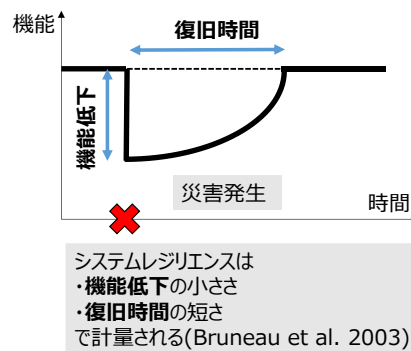 機能
復旧時間
機能低下
災害発生
時間
システムレジリエンスは
・機能低下の小ささ
・復旧時間の短さ
で計量される(Bruneau et al. 2003)